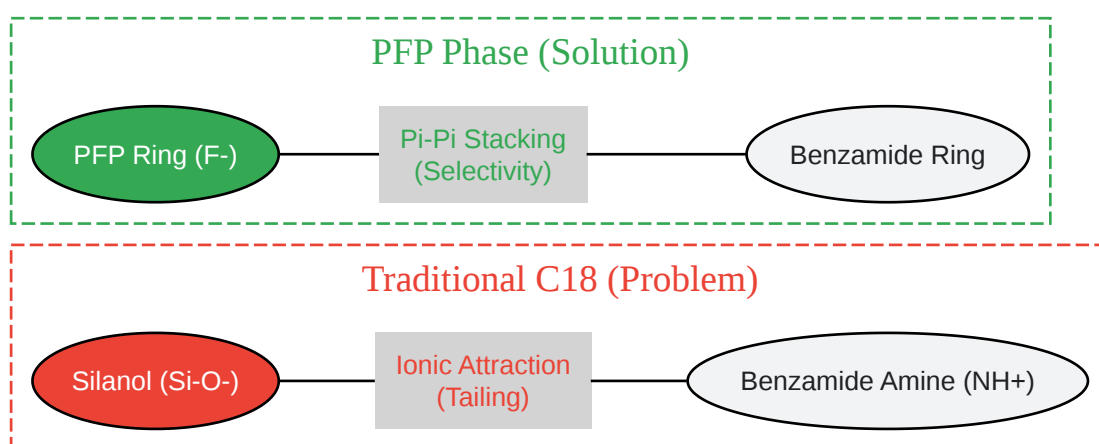 PFP Phase (Solution)
PFP Ring (F-)
Pi-Pi Stacking
(Selectivity)
Benzamide Ring
Traditional C18 (Problem)
Silanol (Si-O-)
Ionic Attraction
(Tailing)
Benzamide Amine (NH+)